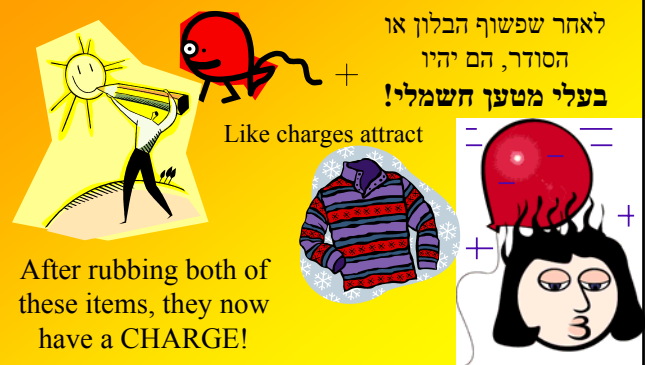 לאחר שפשוף הבלון או
הסודר, הם יהיו
בעלי מטען חשמלי!
+
Like charges attract
After rubbing both of
these items, they now
have a CHARGE!